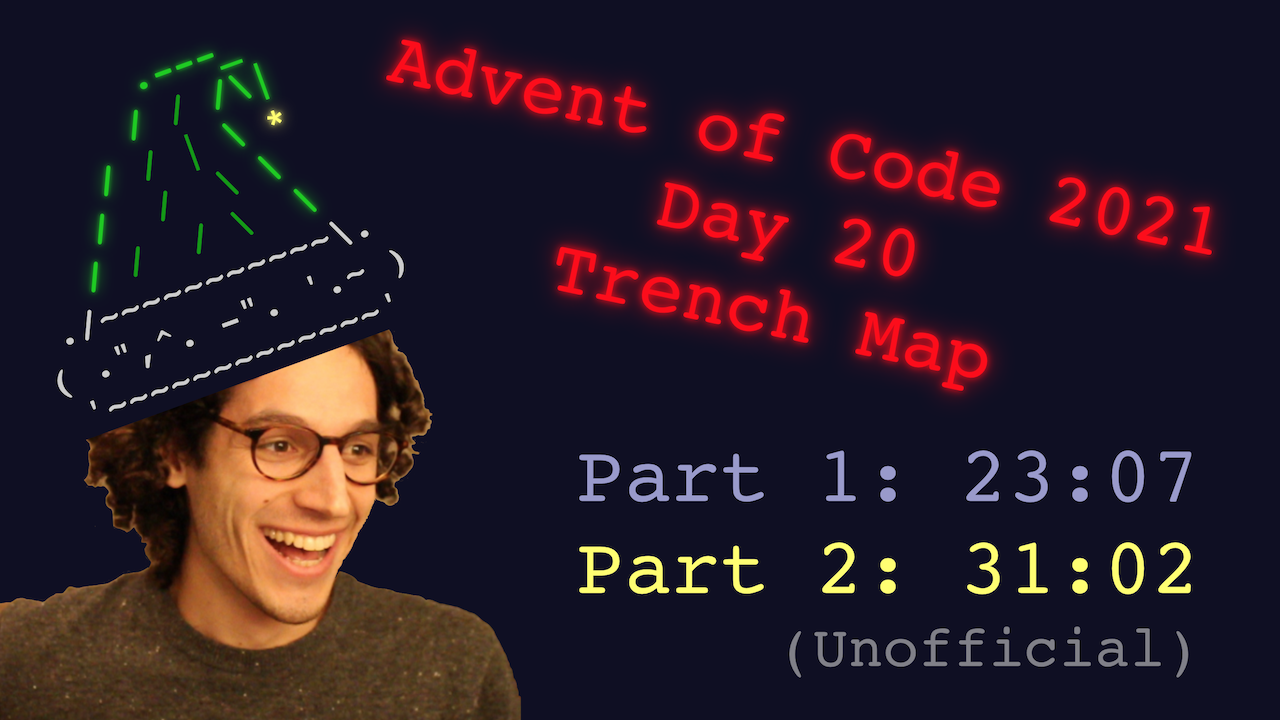 Advent of Code 2021
Day 20
Trench Map
Part 1: 23:07
Part 2: 31:02
(Unofficial)